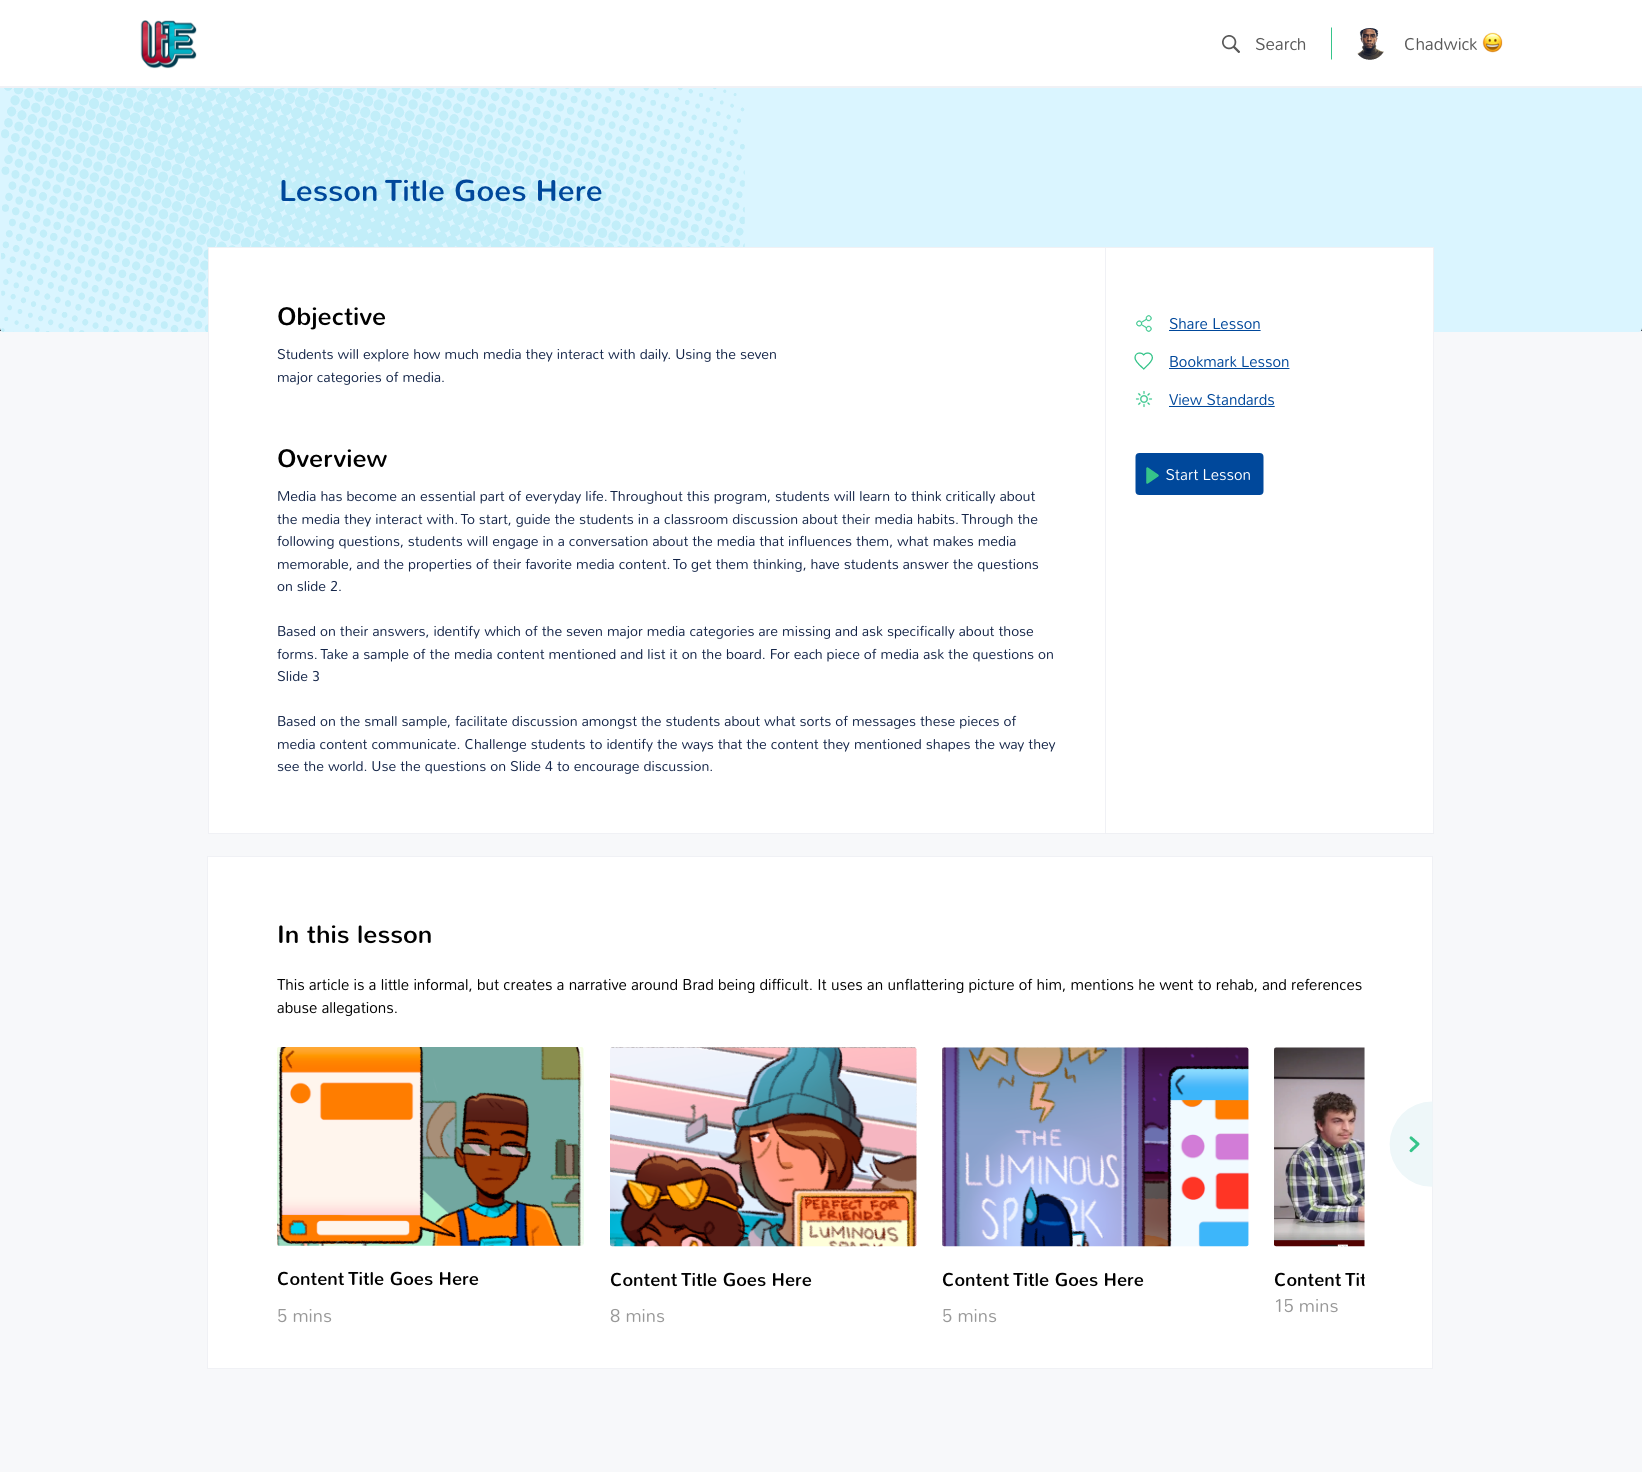 WE
Search
Chadwick 😀
Lesson Title Goes Here
Objective
Students will explore how much media they interact with daily. Using the seven
major categories of media.
Overview
Media has become an essential part of everyday life. Throughout this program, students will learn to think critically about
the media they interact with. To start, guide the students in a classroom discussion about their media habits. Through the
following questions, students will engage in a conversation about the media that influences them, what makes media
memorable, and the properties of their favorite media content. To get them thinking, have students answer the questions
on slide 2.
Based on their answers, identify which of the seven major media categories are missing and ask specifically about those
forms. Take a sample of the media content mentioned and list it on the board. For each piece of media ask the questions on
Slide 3
Based on the small sample, facilitate discussion amongst the students about what sorts of messages these pieces of
media content communicate. Challenge students to identify the ways that the content they mentioned shapes the way they
see the world. Use the questions on Slide 4 to encourage discussion.
Share Lesson
Bookmark Lesson
View Standards
Start Lesson
In this lesson
This article is a little informal, but creates a narrative around Brad being difficult. It uses an unflattering picture of him, mentions he went to rehab, and references
abuse allegations.
PERFECT FOR
FRIENDS
LUMINOUS
SPARK
THE
LUMINOUS
SP RK
Content Title Goes Here
5 mins
Content Title Goes Here
8 mins
Content Title Goes Here
5 mins
Content Tit
15 mins